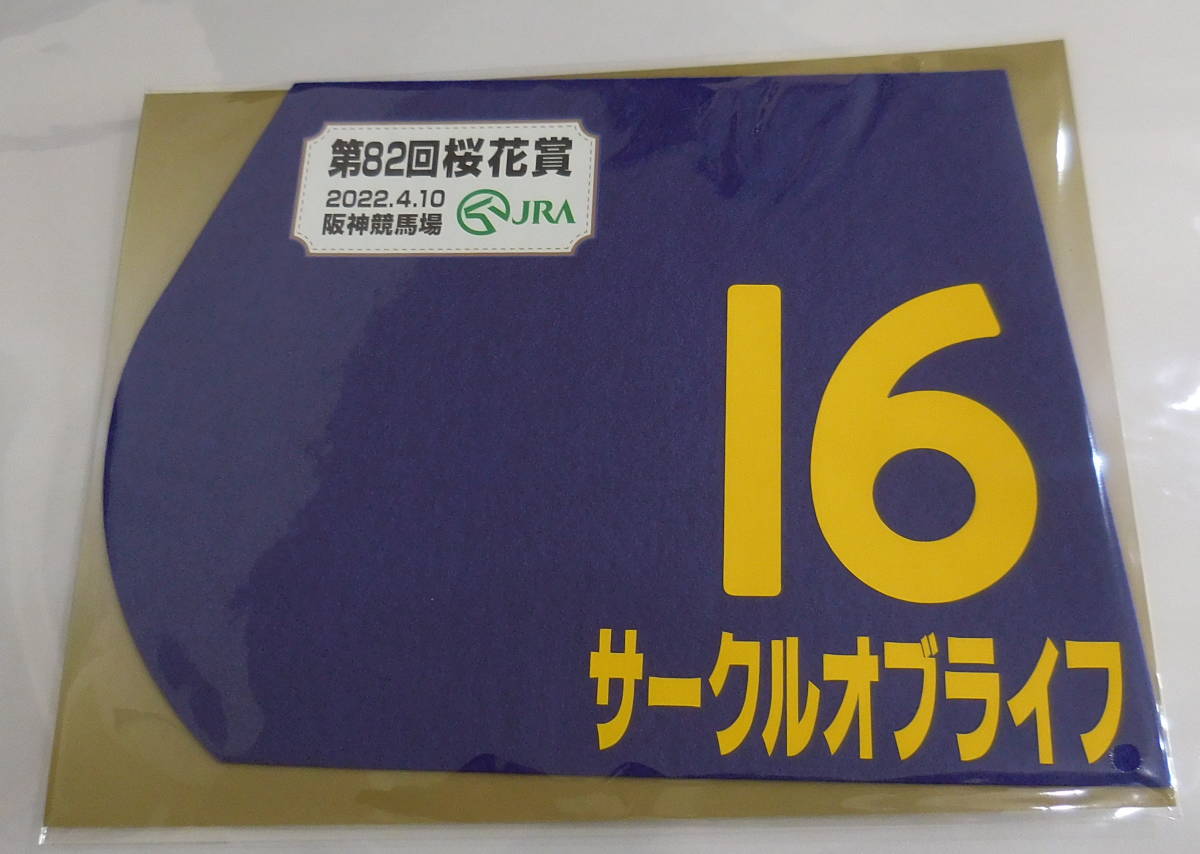 第82回桜花賞
2022.4.10
阪神競馬場
JRA
16
サークルオブライフ